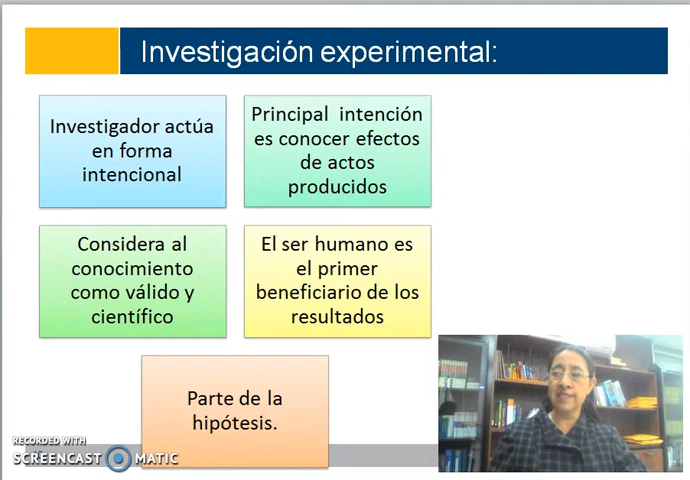 Investigación experimental:
Investigador actúa
en forma
intencional
Principal intención
es conocer efectos
de actos
producidos
Considera al
conocimiento
como válido y
científico
El ser humano es
el primer
beneficiario de los
resultados
Parte de la
hipótesis.
RECORDED WITH
SCREENCAST MATIC